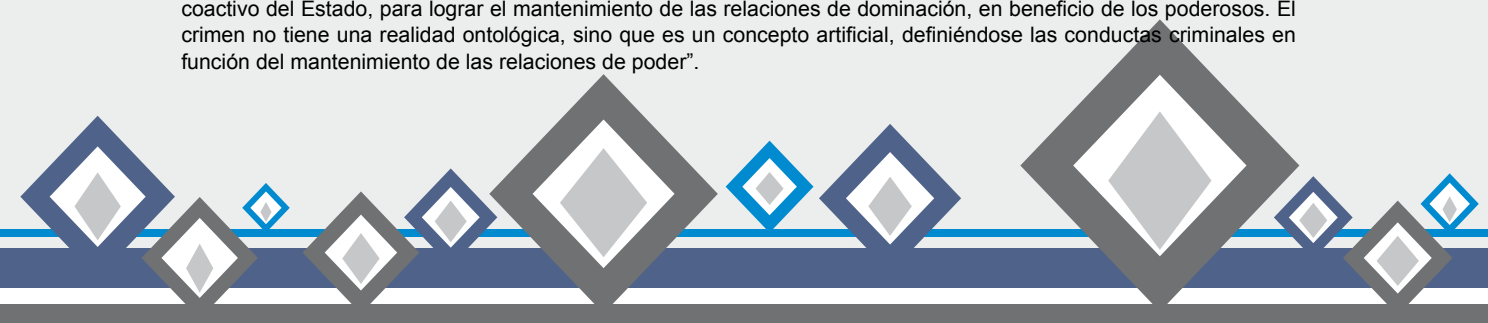 coactivo del Estado, para lograr el mantenimiento de las relaciones de dominación, en beneficio de los poderosos. El
crimen no tiene una realidad ontológica, sino que es un concepto artificial, definiéndose las conductas criminales en
función del mantenimiento de las relaciones de poder”.